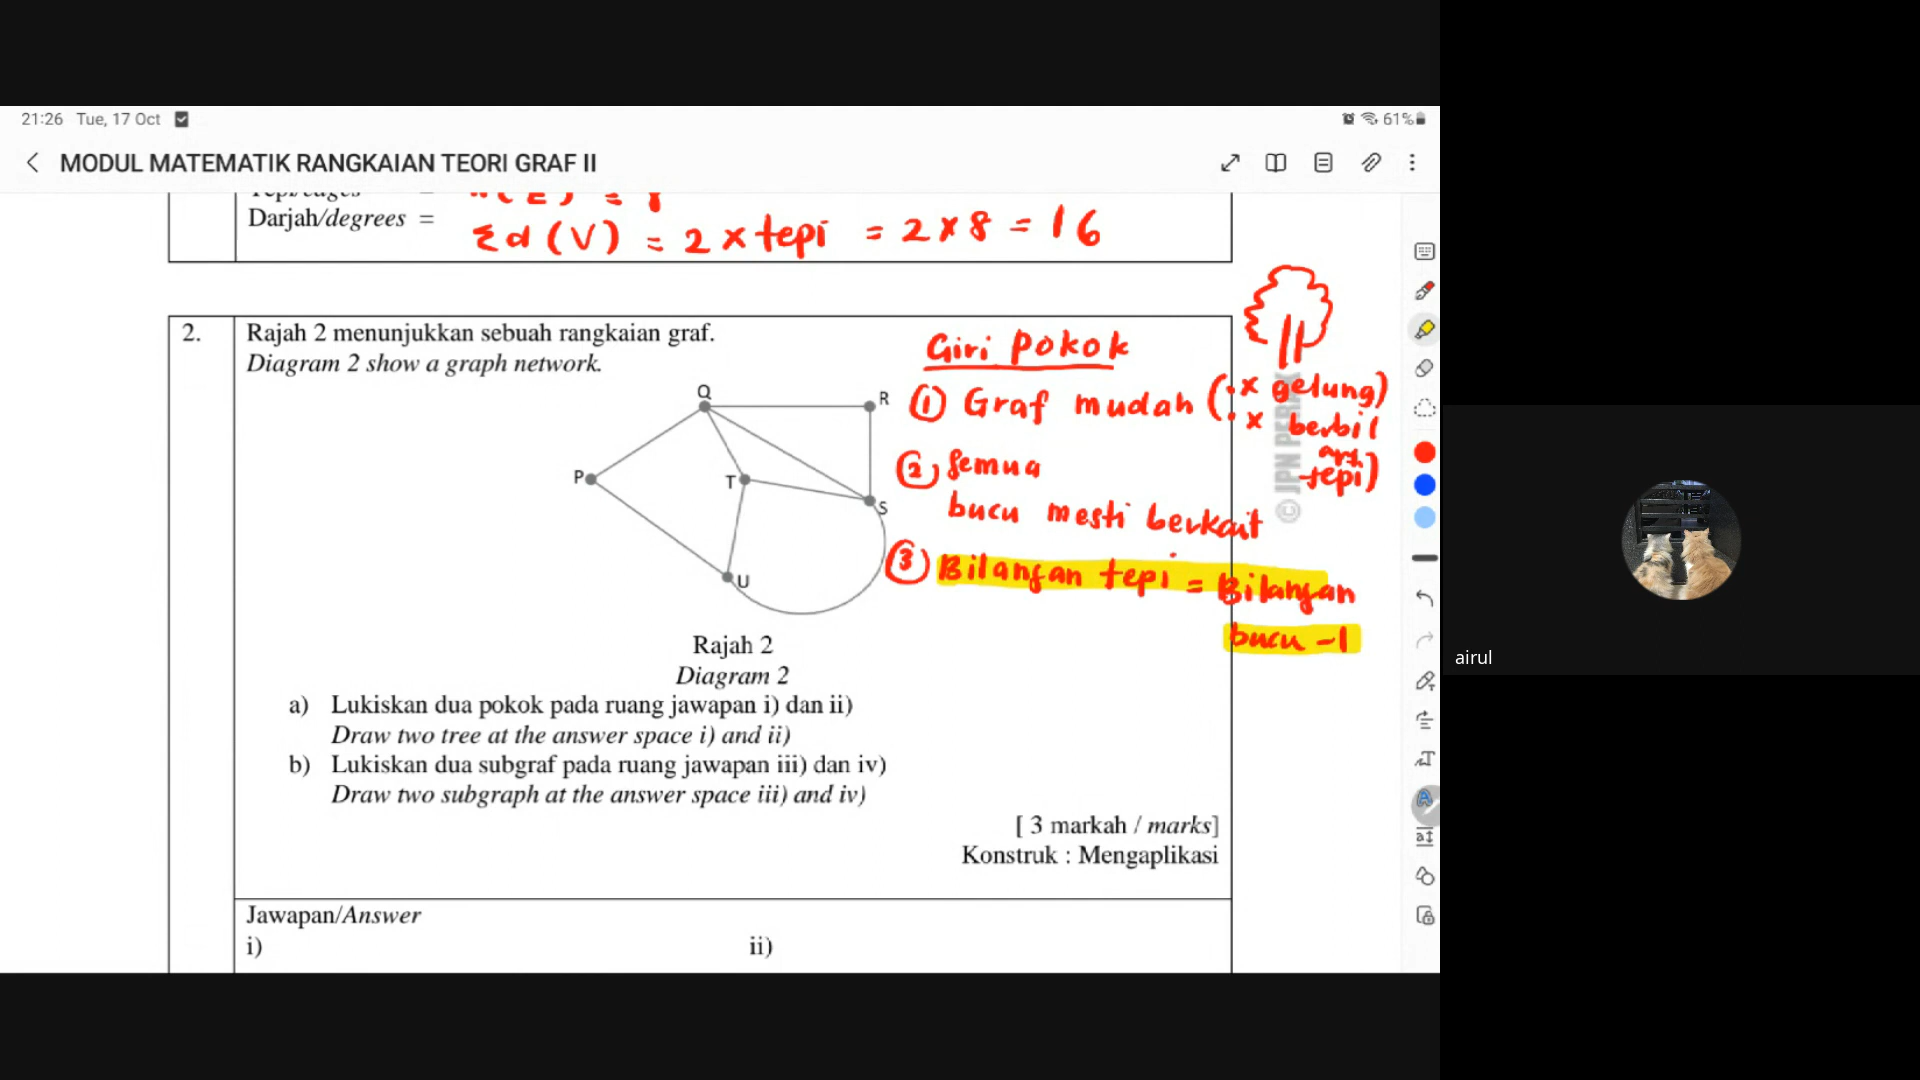 21:26 Tue, 17 Oct
61%
MODUL MATEMATIK RANGKAIAN TEORI GRAF II
Darjah/degrees =
Σd (V) = 2 x tepi = 2 x 8 = 16
2.
Rajah 2 menunjukkan sebuah rangkaian graf.
Diagram 2 show a graph network.
Q
R
P
T
S
U
Rajah 2
Diagram 2
Ciri Pokok
① Graf mudah (• x gelung)
• x berbilang
tepi)
② Semua
bucu mesti berkait
③ Bilangan tepi = Bilangan
bucu -1
© JPN PERAK
a) Lukiskan dua pokok pada ruang jawapan i) dan ii)
Draw two tree at the answer space i) and ii)
b) Lukiskan dua subgraf pada ruang jawapan iii) dan iv)
Draw two subgraph at the answer space iii) and iv)
[ 3 markah / marks]
Konstruk : Mengaplikasi
Jawapan/Answer
i)
ii)
airul